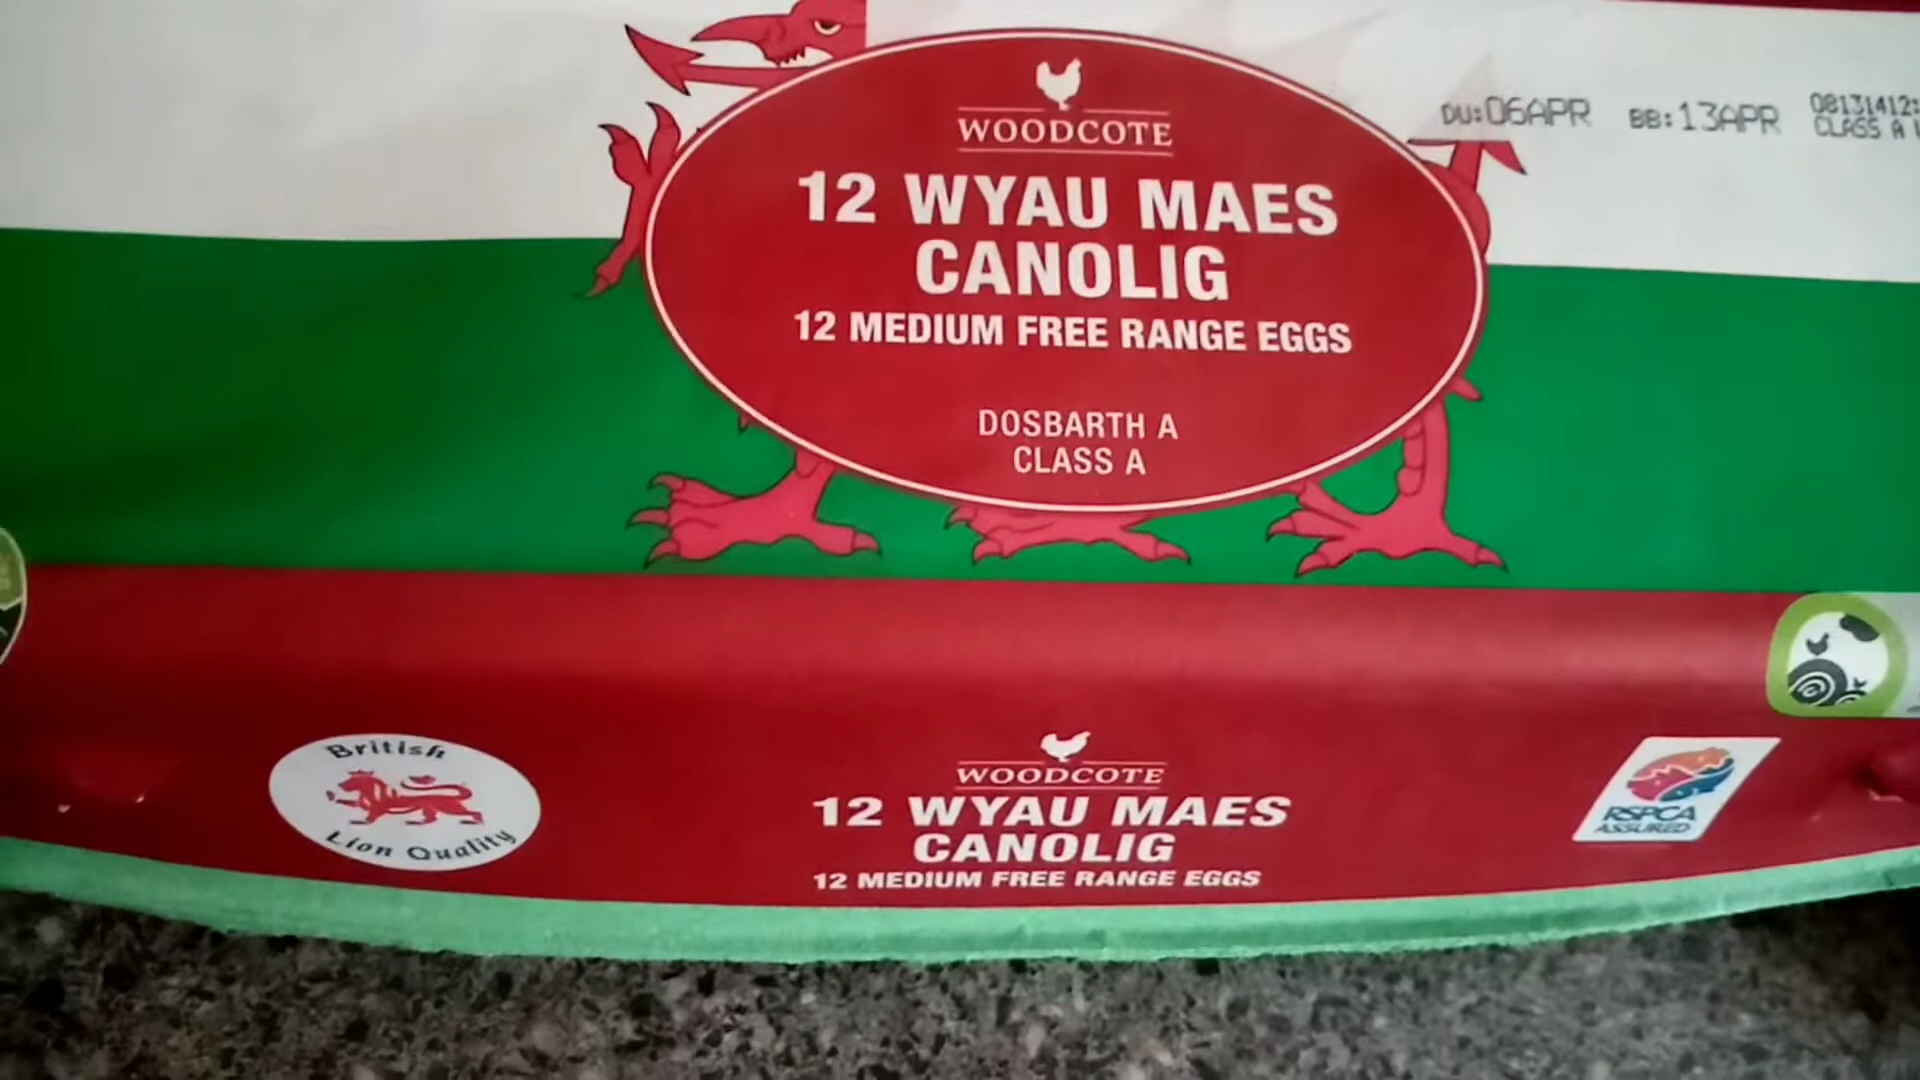 DU:06APR BB:13APR 08131412:
CLASS A
WOODCOTE
12 WYAU MAES
CANOLIG
12 MEDIUM FREE RANGE EGGS
DOSBARTH A
CLASS A
British
Lion Quality
WOODCOTE
12 WYAU MAES
CANOLIG
12 MEDIUM FREE RANGE EGGS
RSPCA
ASSURED